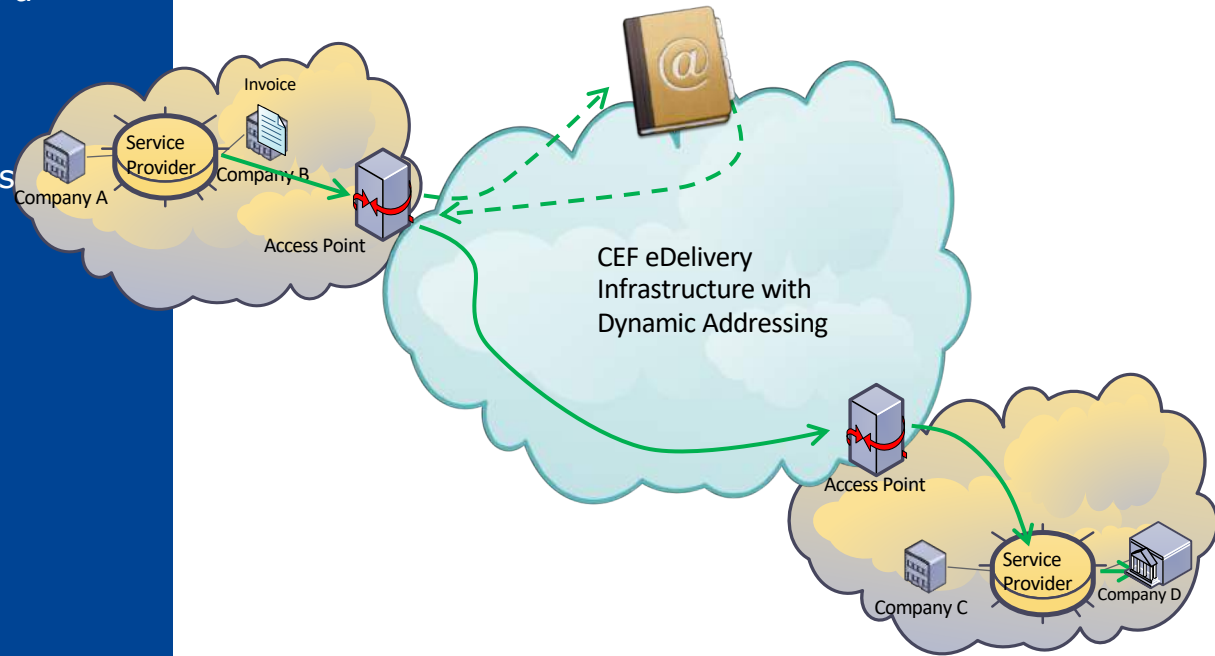 Invoice
Service
Provider
Company A
Company B
Access Point
@
CEF eDelivery
Infrastructure with
Dynamic Addressing
Access Point
Service
Provider
Company C
Company D
s